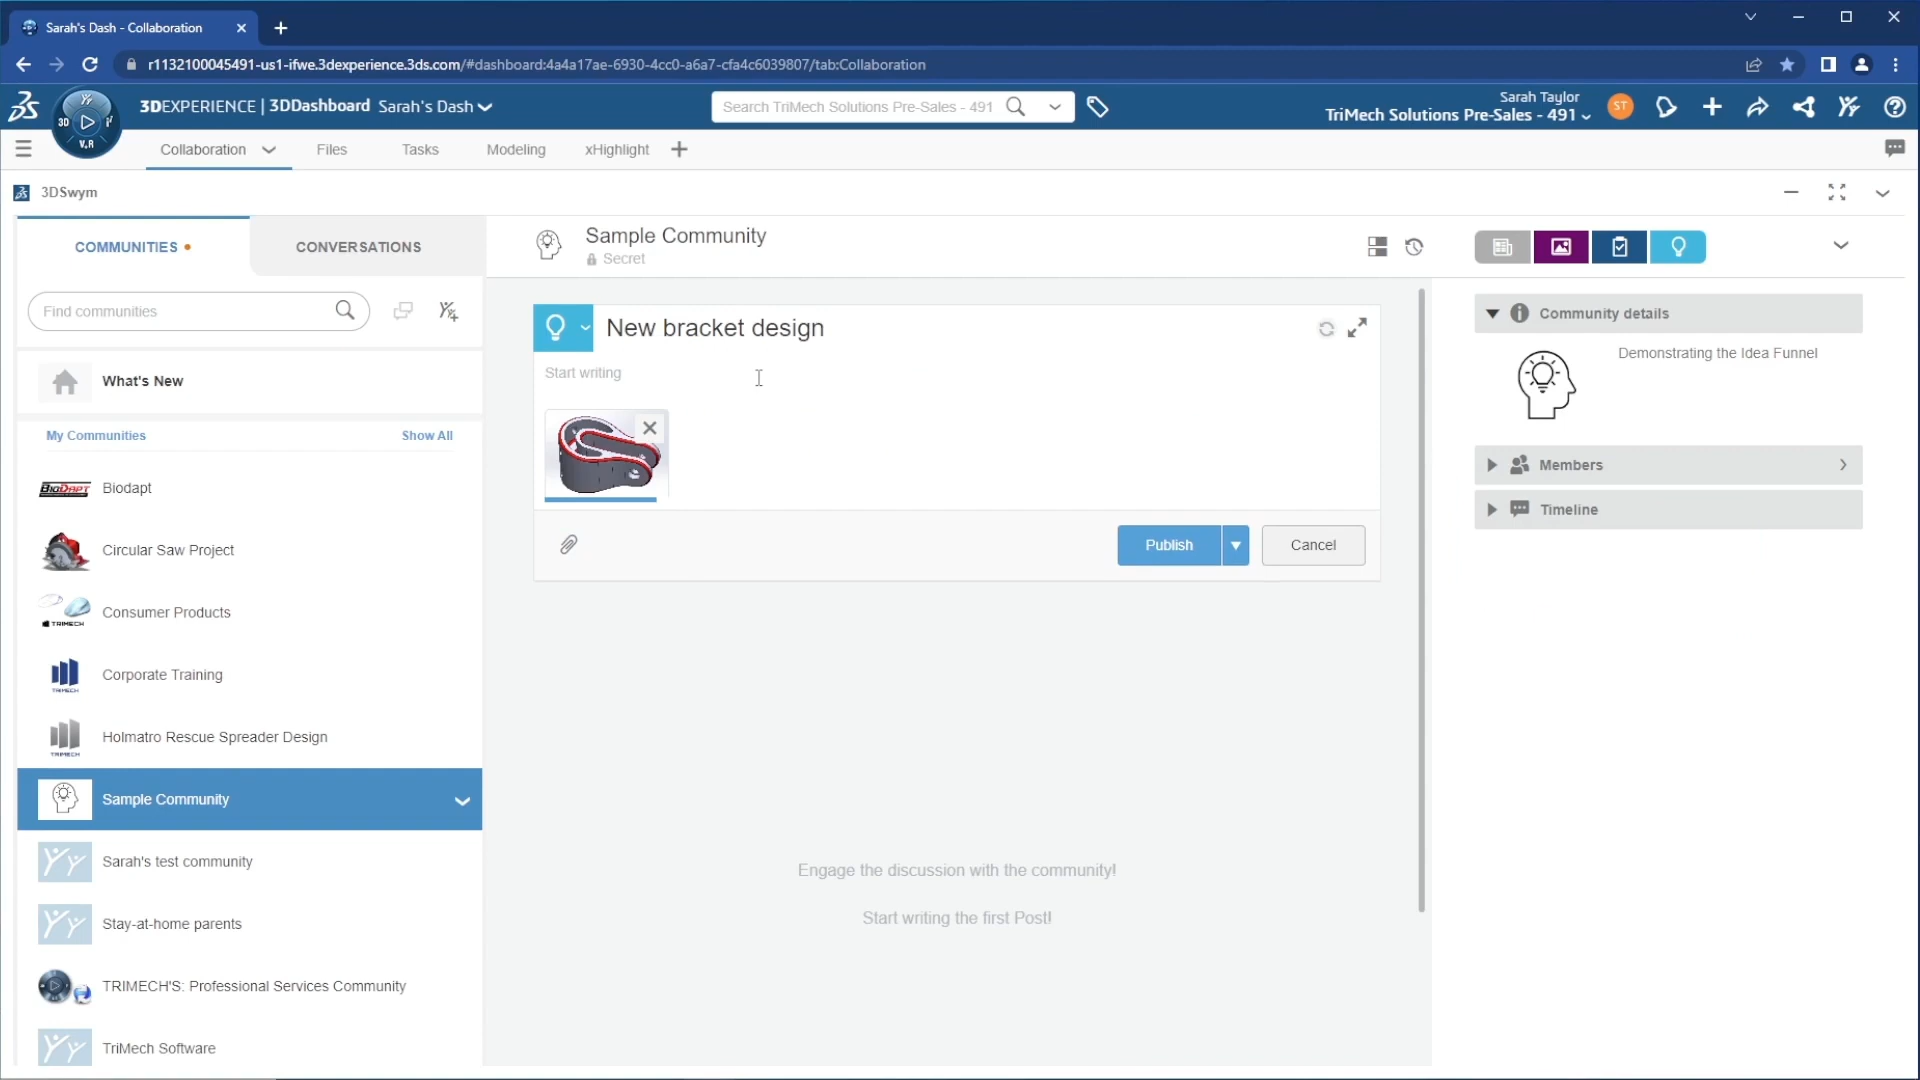 Sarah's Dash - Collaboration
r1132100045491-us1-ifwe.3dexperience.3ds.com/#dashboard:4a4a17ae-6930-4cc0-a6a7-cfa4c6039807/tab:Collaboration
3DEXPERIENCE | 3DDashboard Sarah's Dash
Search TriMech Solutions Pre-Sales - 491
Sarah Taylor
TriMech Solutions Pre-Sales - 491
ST
3D
V.R
Collaboration
Files
Tasks
Modeling
xHighlight
3DSwym
COMMUNITIES
CONVERSATIONS
Find communities
What's New
My Communities
Show All
BIODAPT
Biodapt
Circular Saw Project
TRIMECH
Consumer Products
TRIMECH
Corporate Training
TRIMECH
Holmatro Rescue Spreader Design
Sample Community
Sarah's test community
Stay-at-home parents
TRIMECH'S: Professional Services Community
TriMech Software
Sample Community
Secret
New bracket design
Start writing
Publish
Cancel
Engage the discussion with the community!
Start writing the first Post!
Community details
Demonstrating the Idea Funnel
Members
Timeline